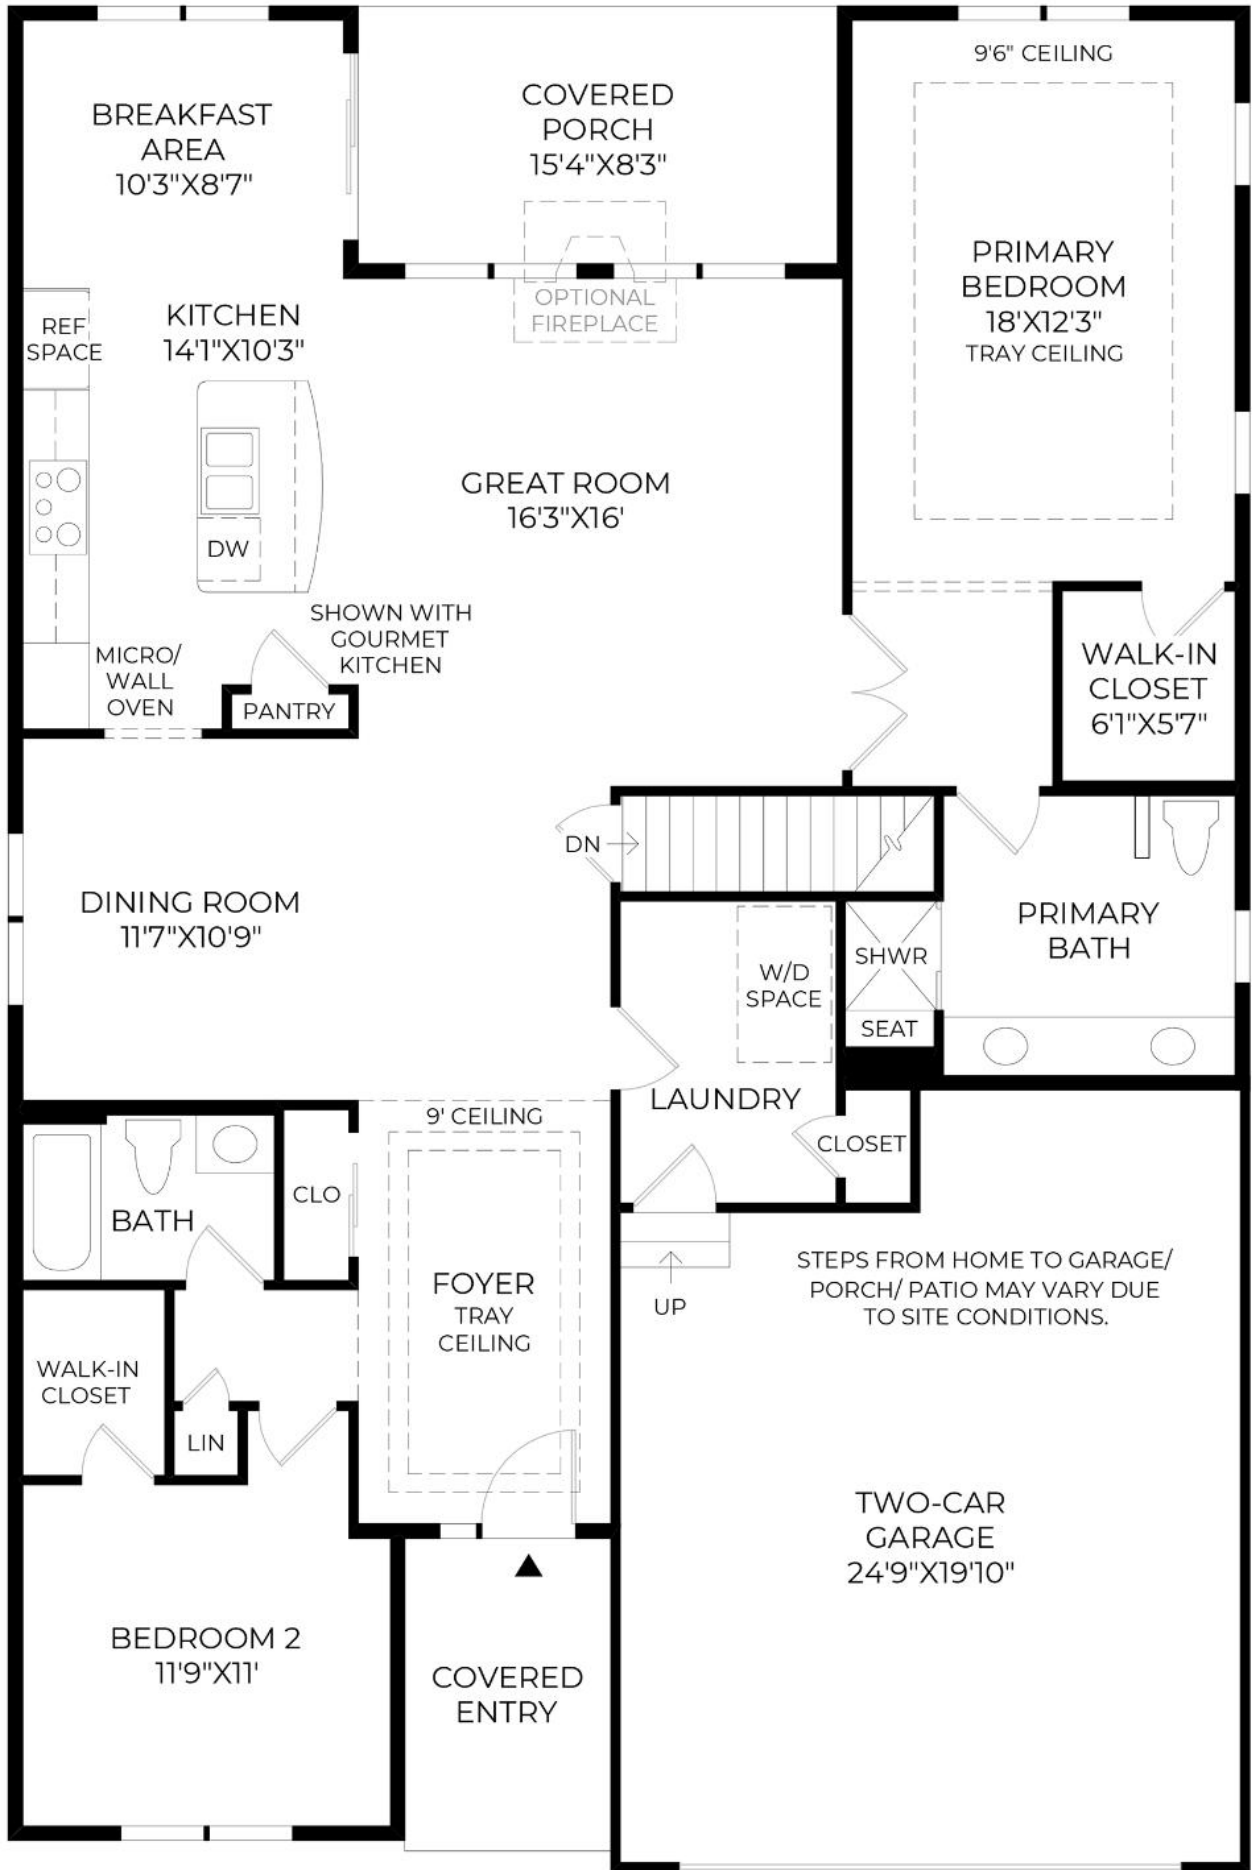 9'6" CEILING
BREAKFAST
AREA
10'3"X8'7"
COVERED
PORCH
15'4"X8'3"
PRIMARY
BEDROOM
18'X12'3"
TRAY CEILING
OPTIONAL
FIREPLACE
REF
SPACE
KITCHEN
14'1"X10'3"
GREAT ROOM
16'3"X16'
DW
SHOWN WITH
GOURMET
KITCHEN
MICRO/
WALL
OVEN
PANTRY
WALK-IN
CLOSET
6'1"X5'7"
DN
DINING ROOM
11'7"X10'9"
PRIMARY
BATH
W/D
SPACE
SHWR
SEAT
LAUNDRY
CLOSET
9' CEILING
CLO
BATH
FOYER
TRAY
CEILING
UP
STEPS FROM HOME TO GARAGE/
PORCH/ PATIO MAY VARY DUE
TO SITE CONDITIONS.
WALK-IN
CLOSET
LIN
TWO-CAR
GARAGE
24'9"X19'10"
BEDROOM 2
11'9"X11'
COVERED
ENTRY